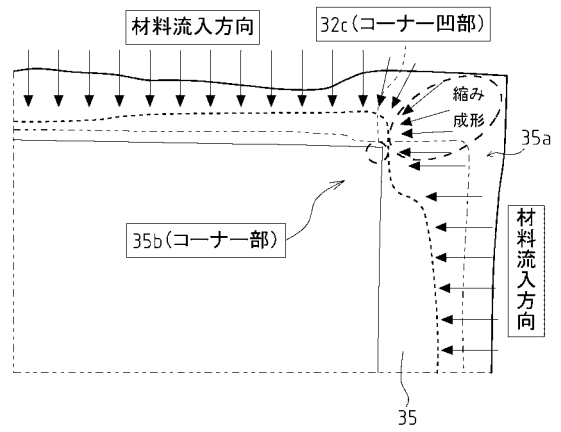 材料流入方向
32c(コーナー凹部)
縮み
成形
35a
35b(コーナー部)
材料流入方向
35